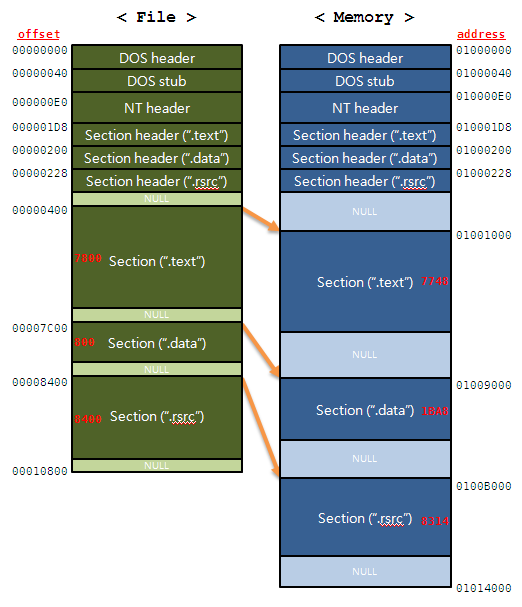 < File >
< Memory >
offset
address
00000000
DOS header
DOS header
01000000
00000040
DOS stub
DOS stub
01000040
000000E0
NT header
NT header
010000E0
000001D8
Section header (".text")
Section header (".text")
010001D8
00000200
Section header (".data")
Section header (".data")
01000200
00000228
Section header (".rsrc")
Section header (".rsrc")
01000228
NULL
NULL
00000400
01001000
7800
Section (".text")
Section (".text")
7748
NULL
NULL
00007C00
800
Section (".data")
NULL
00008400
01009000
Section (".data")
18A8
8400
Section (".rsrc")
NULL
NULL
00010800
0100B000
Section (".rsrc")
8314
NULL
01014000